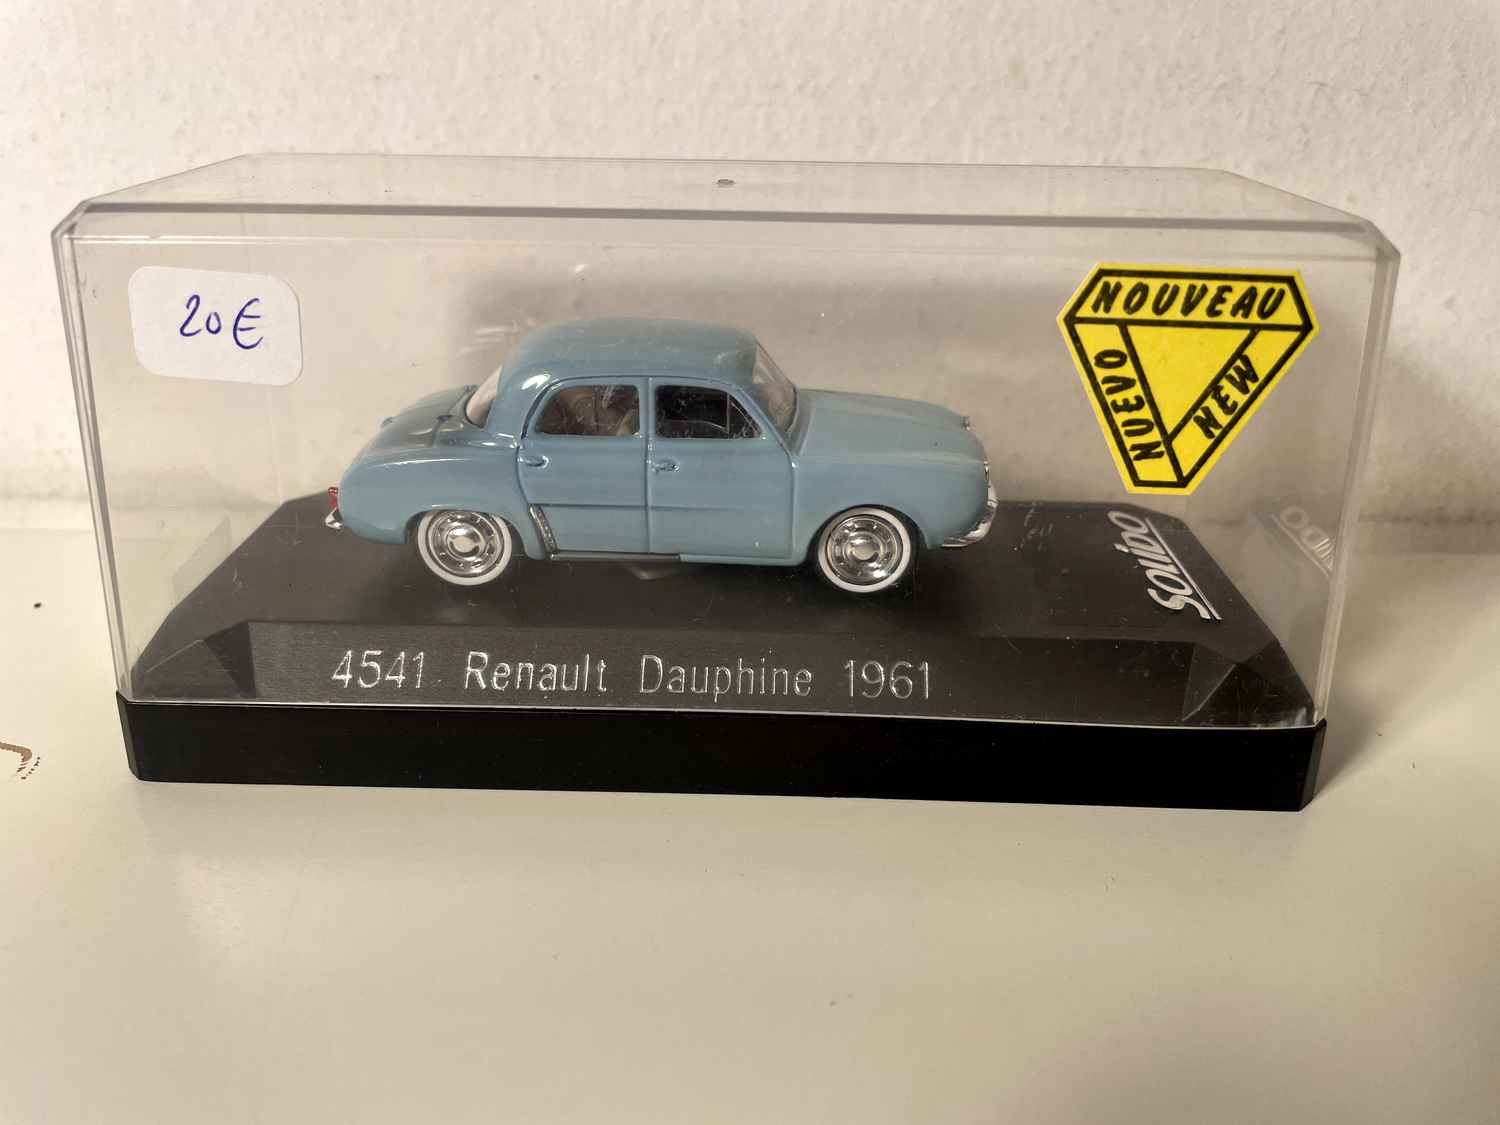 20€
NOUVEAU
NUEVO
NEW
Solido
4541 Renault Dauphine 1961